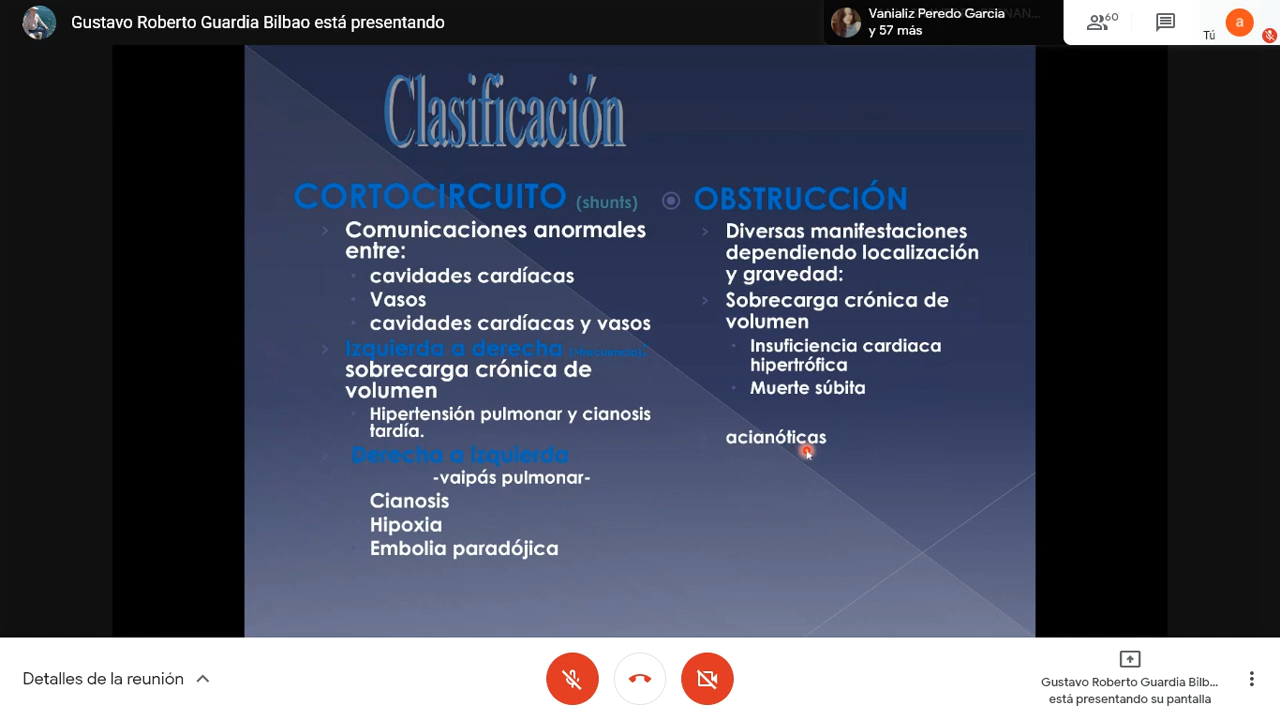 Gustavo Roberto Guardia Bilbao está presentando
Vanializ Peredo Garcia
y 57 más
60
a
Tú
Clasificación
CORTOCIRCUITO (shunts)
Comunicaciones anormales
entre:
cavidades cardíacas
Vasos
cavidades cardíacas y vasos
Izquierda a derecha
sobrecarga crónica de
volumen
Hipertensión pulmonar y cianosis
tardía.
Derecha a izquierda
-vaipás pulmonar-
Cianosis
Hipoxia
Embolia paradójica
OBSTRUCCIÓN
Diversas manifestaciones
dependiendo localización
y gravedad:
Sobrecarga crónica de
volumen
Insuficiencia cardiaca
hipertrófica
Muerte súbita
acianóticas
Detalles de la reunión
Gustavo Roberto Guardia Bilb...
está presentando su pantalla